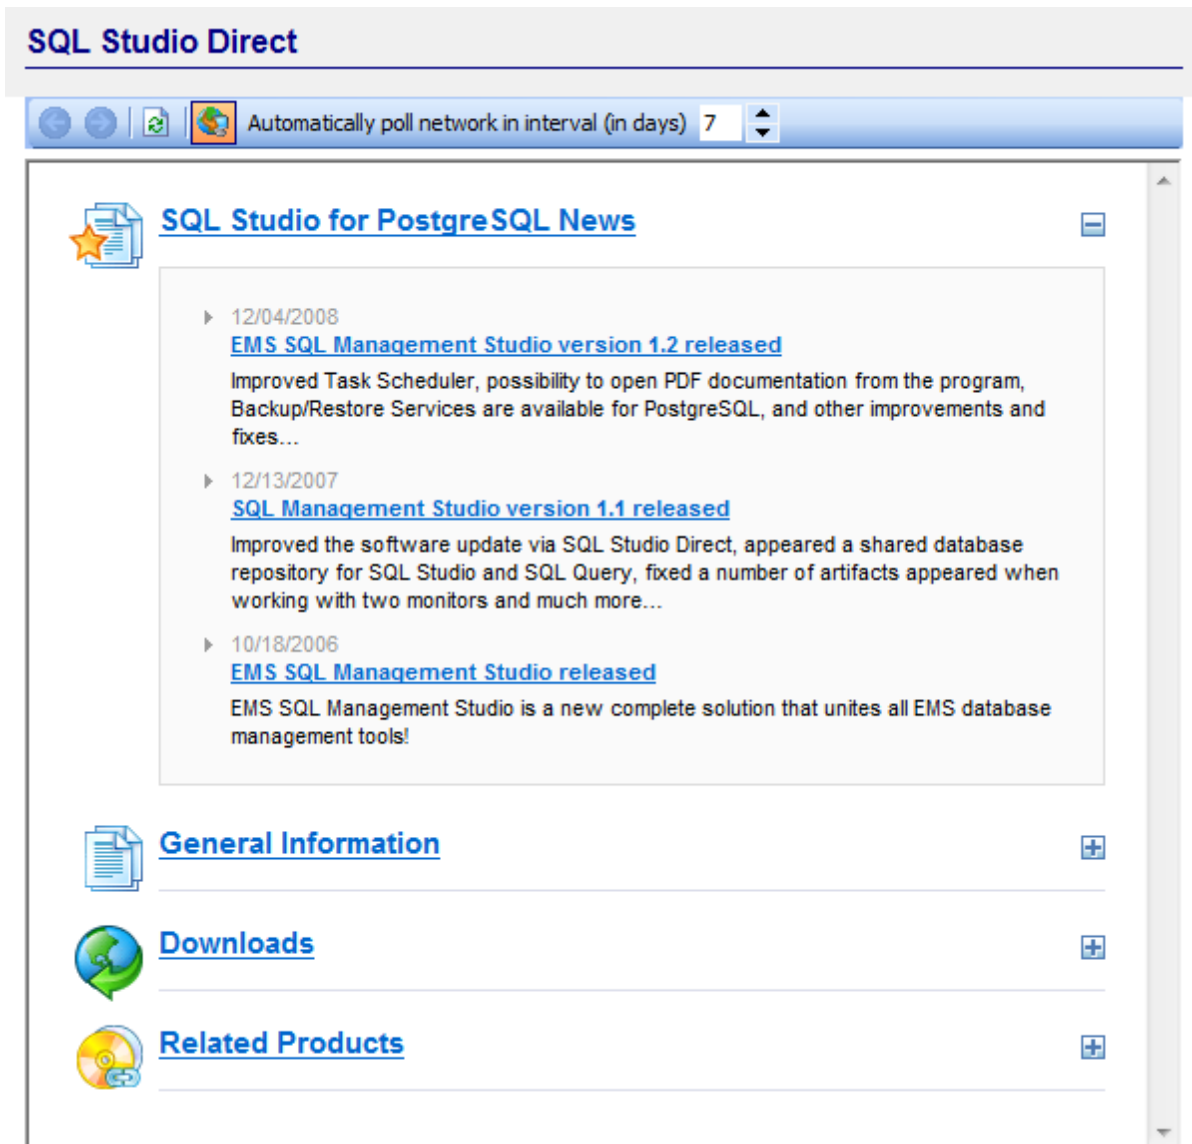 SQL Studio Direct
Automatically poll network in interval (in days) 7
SQL Studio for PostgreSQL News
12/04/2008
EMS SQL Management Studio version 1.2 released
Improved Task Scheduler, possibility to open PDF documentation from the program,
Backup/Restore Services are available for PostgreSQL, and other improvements and
fixes...
12/13/2007
SQL Management Studio version 1.1 released
Improved the software update via SQL Studio Direct, appeared a shared database
repository for SQL Studio and SQL Query, fixed a number of artifacts appeared when
working with two monitors and much more...
10/18/2006
EMS SQL Management Studio released
EMS SQL Management Studio is a new complete solution that unites all EMS database
management tools!
General Information
Downloads
Related Products